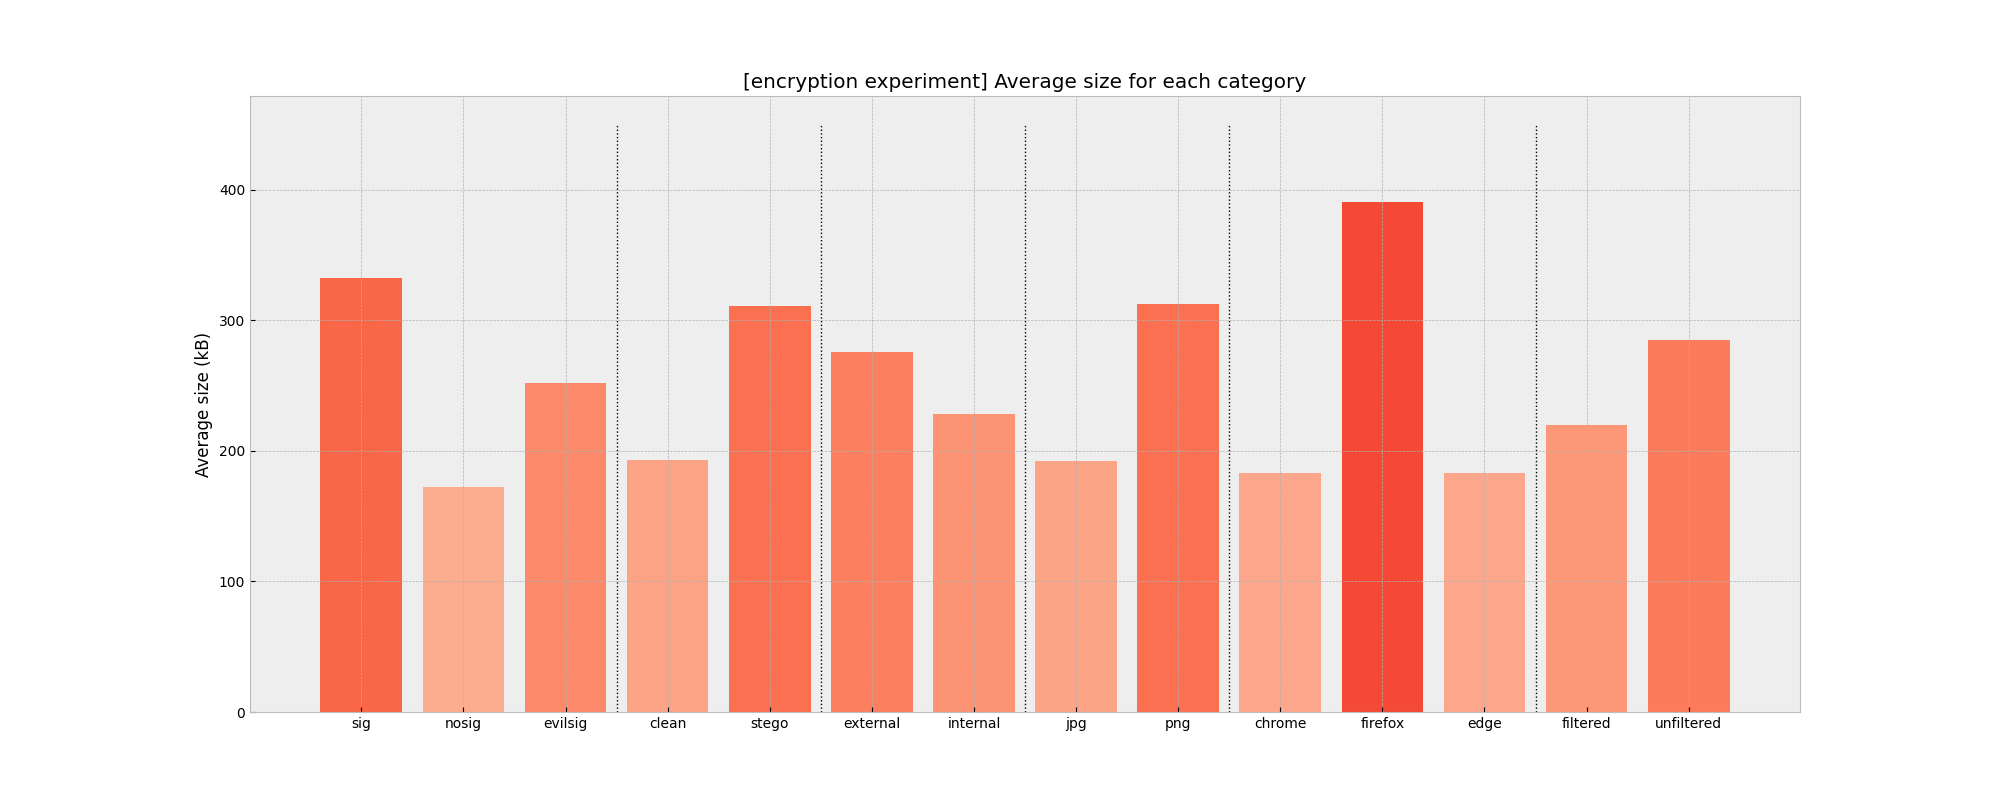 [encryption experiment] Average size for each category
Average size (kB)
400
300
200
100
0
sig nosig evilsig clean stego external internal jpg png chrome firefox edge filtered unfiltered